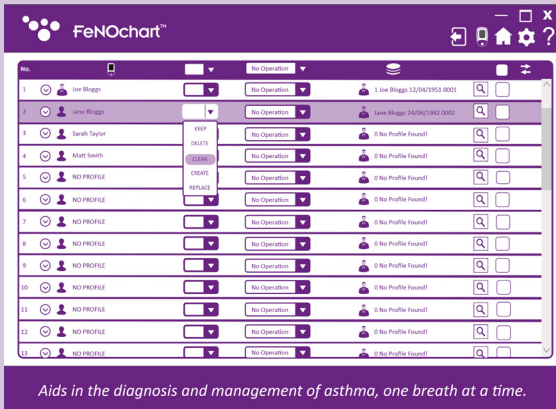 FeNOchart™
No. No Operation
1 Joe Bloggs No Operation 1 Joe Bloggs 12/04/1951 0001
2 Jane Bloggs Jane Bloggs 24/06/1982 0002
KEEP
3 Sarah Taylor No Operation 0 No Profile Found!
DELETE
4 Matt Smith No Operation 0 No Profile Found!
CLEAR
5 NO PROFILE No Operation 0 No Profile Found!
CREATE
REPLACE
6 NO PROFILE No Operation 0 No Profile Found!
7 NO PROFILE No Operation 0 No Profile Found!
8 NO PROFILE No Operation 0 No Profile Found!
9 NO PROFILE No Operation 0 No Profile Found!
10 NO PROFILE No Operation 0 No Profile Found!
11 NO PROFILE No Operation 0 No Profile Found!
12 NO PROFILE No Operation 0 No Profile Found!
13 NO PROFILE No Operation 0 No Profile Found!
Aids in the diagnosis and management of asthma, one breath at a time.